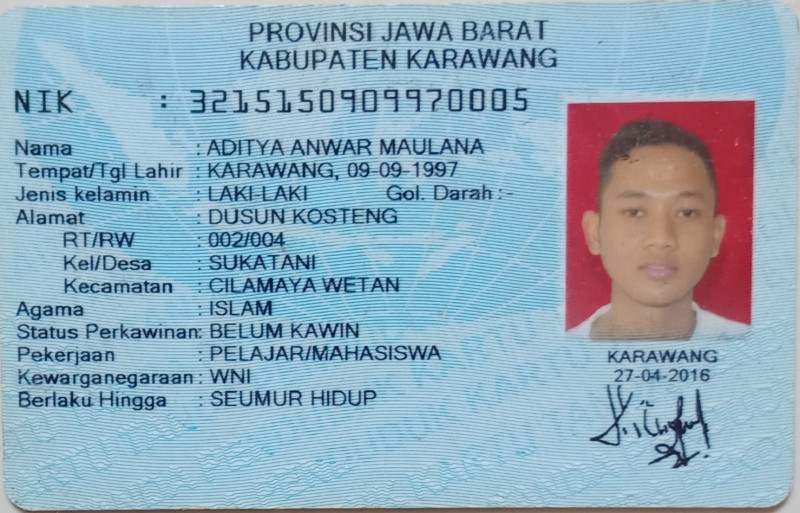 PROVINSI JAWA BARAT
KABUPATEN KARAWANG
NIK : 3215150909970005
Nama : ADITYA ANWAR MAULANA
Tempat/Tgl Lahir : KARAWANG, 09-09-1997
Jenis kelamin : LAKI-LAKI Gol. Darah :-
Alamat : DUSUN KOSTENG
RT/RW : 002/004
Kel/Desa : SUKATANI
Kecamatan : CILAMAYA WETAN
Agama : ISLAM
Status Perkawinan: BELUM KAWIN
Pekerjaan : PELAJAR/MAHASISWA
Kewarganegaraan: WNI
Berlaku Hingga : SEUMUR HIDUP
KARAWANG
27-04-2016